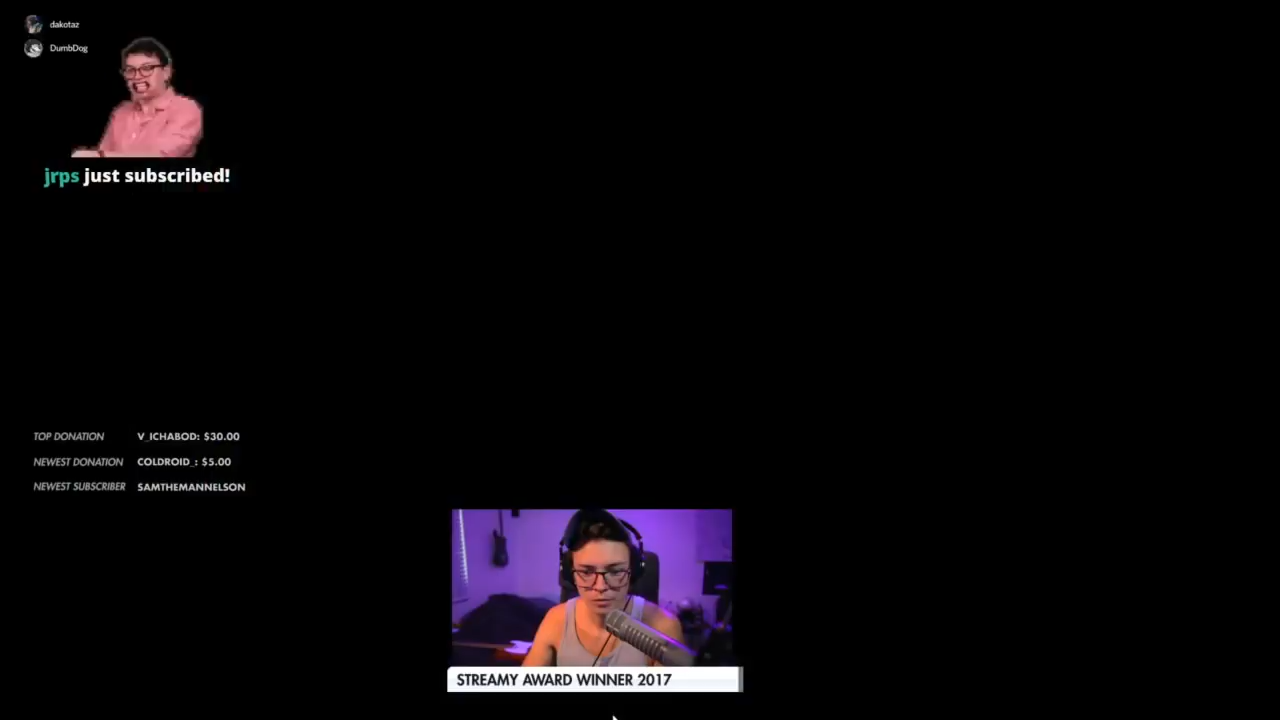 dakotaz
DumbDog
jrps just subscribed!
TOP DONATION V_ICHABOD: $30.00
NEWEST DONATION COLDROID_: $5.00
NEWEST SUBSCRIBER SAMTHEMANNELSON
STREAMY AWARD WINNER 2017